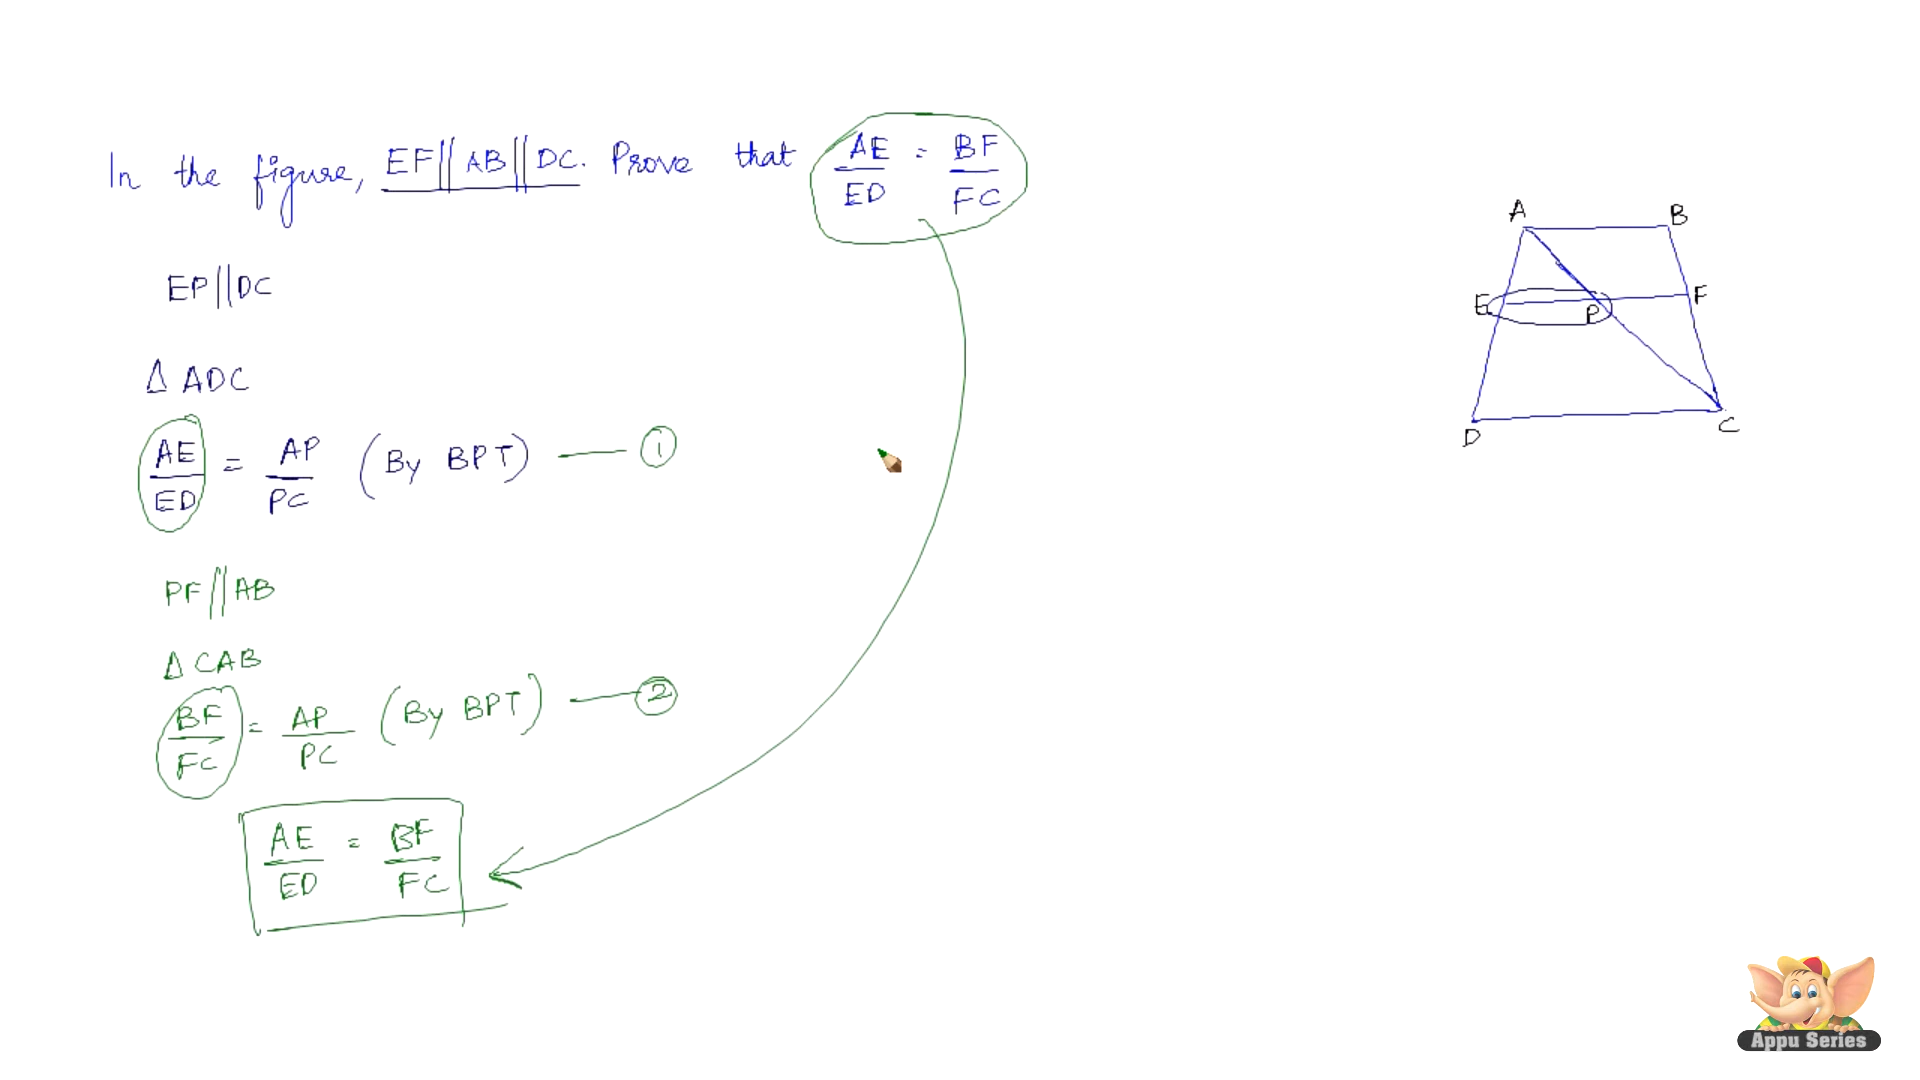 In the figure, EF||AB||DC. Prove that AE/ED = BF/FC
EP||DC
Δ ADC
AE/ED = AP/PC (By BPT) — 1
PF||AB
Δ CAB
BF/FC = AP/PC (By BPT) — 2
AE/ED = BF/FC
A B
E P F
D C
Appu Series